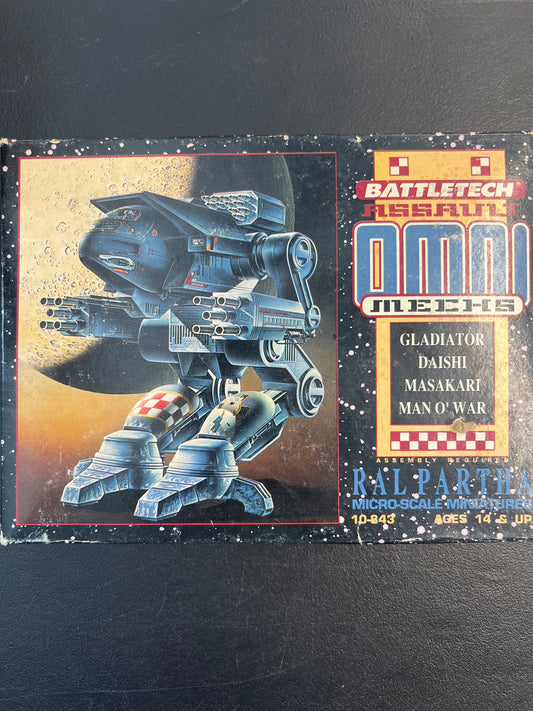 BATTLETECH
ASSAULT
OMNI
MECHS
GLADIATOR
DAISHI
MASAKARI
MAN O' WAR
ASSEMBLY REQUIRED
RAL PARTHA
MICRO-SCALE MINIATURES
10-843 AGES 14 & UP